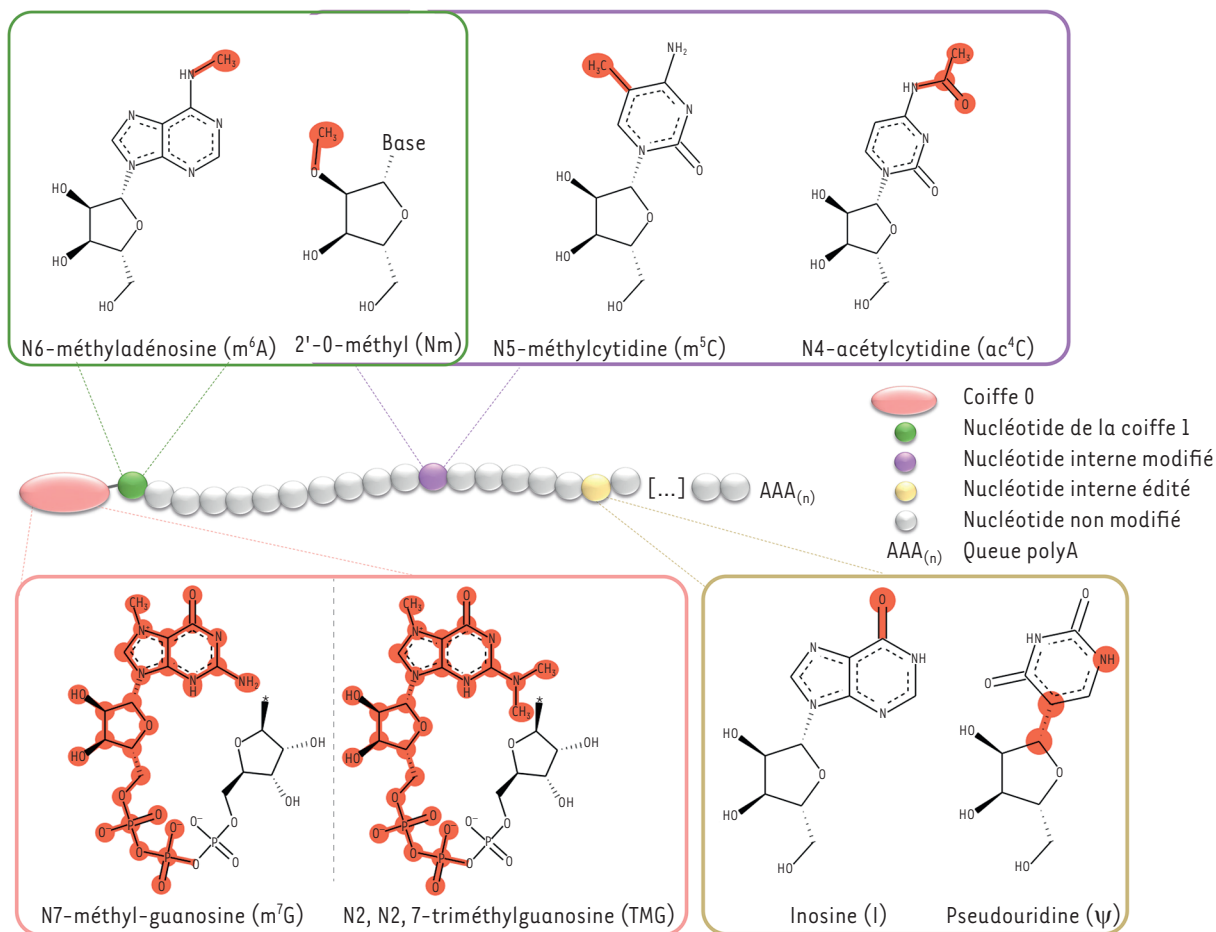 CH₃
HN
N
N
N
N
HO
HO
O
HO
N6-méthyladénosine (m⁶A)
CH₃
O
Base
O
HO
HO
2'-O-méthyl (Nm)
H₃C
NH₂
N
N
O
HO
HO
O
HO
N5-méthylcytidine (m⁵C)
CH₃
HN
O
N
N
O
HO
HO
O
HO
N4-acétylcytidine (ac⁴C)
Coiffe 0
Nucléotide de la coiffe 1
Nucléotide interne modifié
Nucléotide interne édité
Nucléotide non modifié
AAA(n) Queue polyA
[...] AAA(n)
CH₃
O
N⁺
N
N
N
H
NH₂
HO
HO
O
*
O
OH
OH
O
O
O⁻
P
O
O⁻
P
O
O
O
O⁻
P
O
O
N7-méthyl-guanosine (m⁷G)
CH₃
O
N⁺
N
N
N
H
N
CH₃
CH₃
HO
HO
O
*
O
OH
OH
O
O
O⁻
P
O
O⁻
P
O
O
O
O⁻
P
O
O
N2, N2, 7-triméthylguanosine (TMG)
O
N
NH
N
N
HO
HO
O
HO
Inosine (I)
O
HN
NH
O
HO
HO
O
HO
Pseudouridine (ψ)